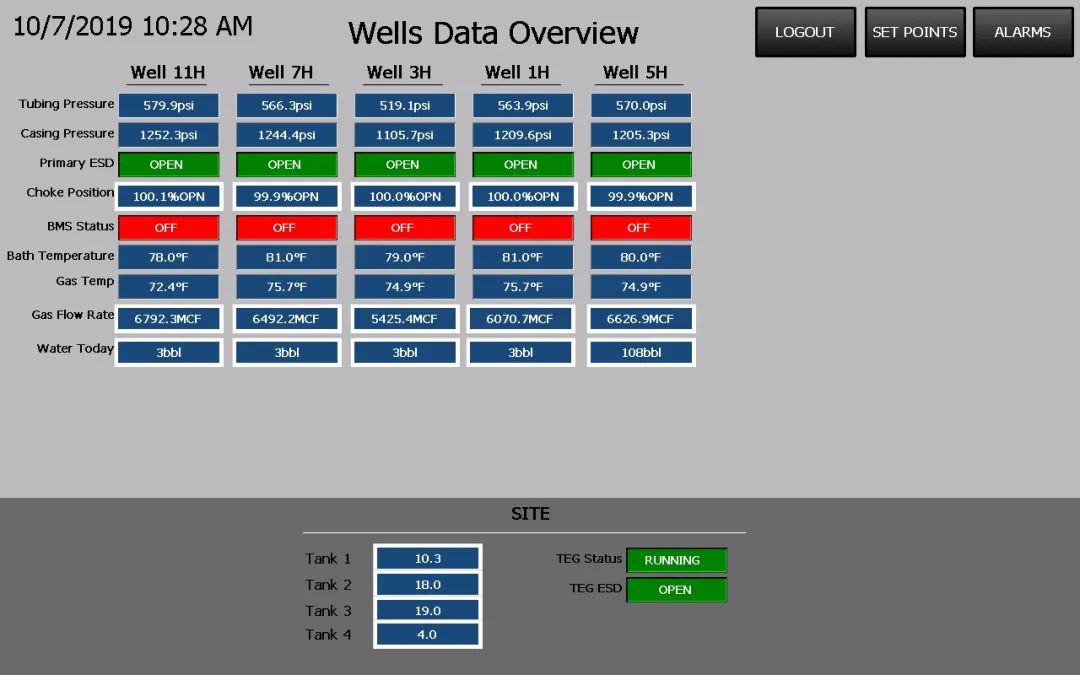 10/7/2019 10:28 AM
Wells Data Overview
LOGOUT SET POINTS ALARMS
Well 11H Well 7H Well 3H Well 1H Well 5H
Tubing Pressure 579.9psi 566.3psi 519.1psi 563.9psi 570.0psi
Casing Pressure 1252.3psi 1244.4psi 1105.7psi 1209.6psi 1205.3psi
Primary ESD OPEN OPEN OPEN OPEN OPEN
Choke Position 100.1%OPN 99.9%OPN 100.0%OPN 100.0%OPN 99.9%OPN
BMS Status OFF OFF OFF OFF OFF
Bath Temperature 78.0°F 81.0°F 79.0°F 81.0°F 80.0°F
Gas Temp 72.4°F 75.7°F 74.9°F 75.7°F 74.9°F
Gas Flow Rate 6792.3MCF 6492.2MCF 5425.4MCF 6070.7MCF 6626.9MCF
Water Today 3bbl 3bbl 3bbl 3bbl 108bbl
SITE
Tank 1 10.3 TEG Status RUNNING
Tank 2 18.0 TEG ESD OPEN
Tank 3 19.0
Tank 4 4.0